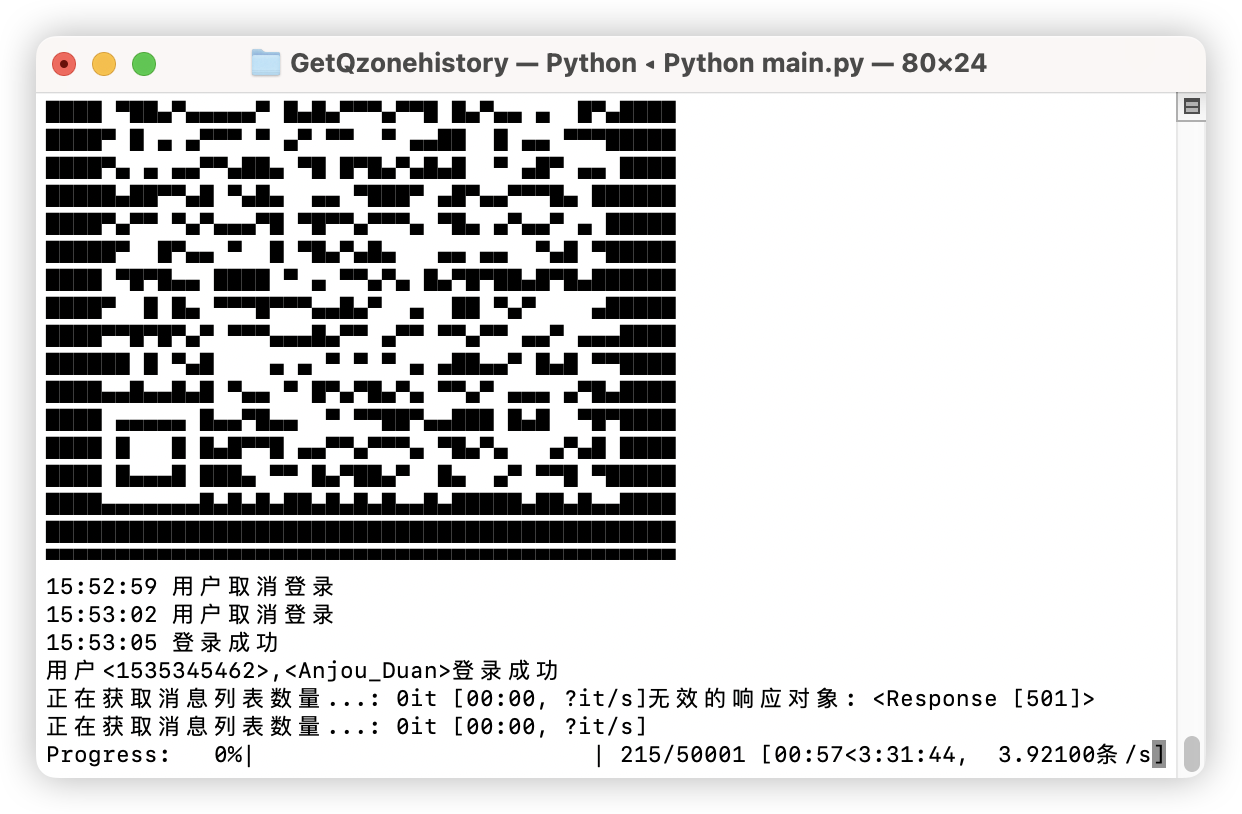 GetQzonehistory — Python ◂ Python main.py — 80×24
15:52:59 用户取消登录
15:53:02 用户取消登录
15:53:05 登录成功
用户<1535345462>,<Anjou_Duan>登录成功
正在获取消息列表数量...: 0it [00:00, ?it/s]无效的响应对象: <Response [501]>
正在获取消息列表数量...: 0it [00:00, ?it/s]
Progress:   0%|                        | 215/50001 [00:57<3:31:44,  3.92100条/s]